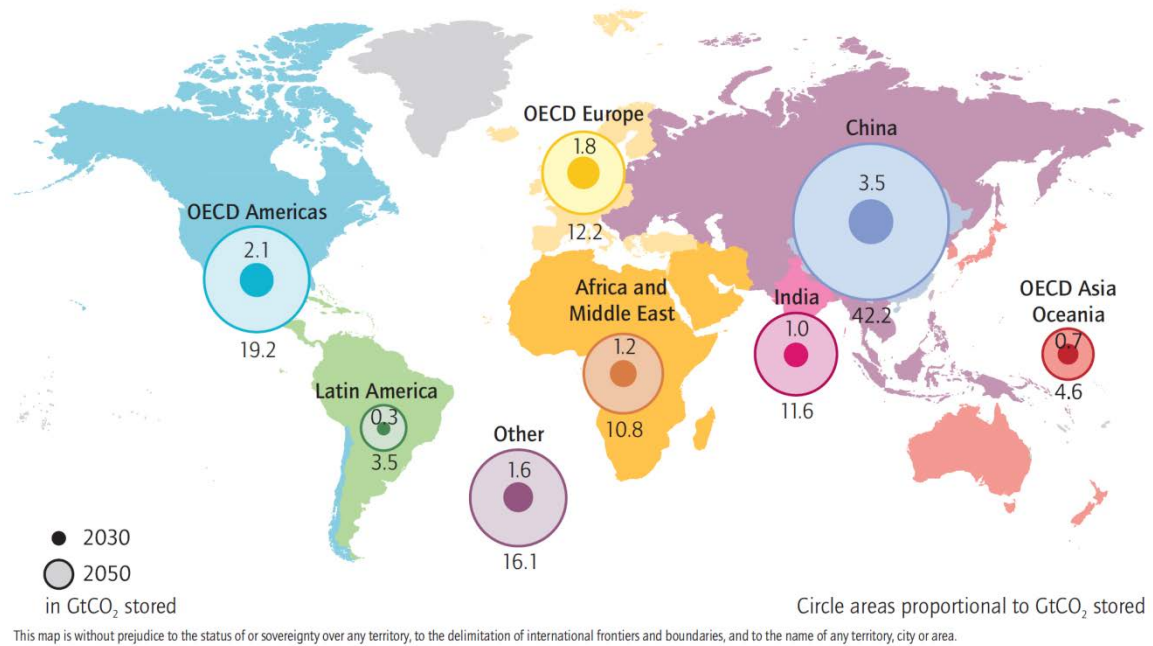 OECD Europe
1.8
12.2
China
3.5
42.2
OECD Americas
2.1
19.2
Africa and
Middle East
1.2
10.8
India
1.0
11.6
OECD Asia
Oceania
0.7
4.6
Latin America
0.3
3.5
Other
1.6
16.1
2030
2050
in GtCO₂ stored
Circle areas proportional to GtCO₂ stored
This map is without prejudice to the status of or sovereignty over any territory, to the delimitation of international frontiers and boundaries, and to the name of any territory, city or area.